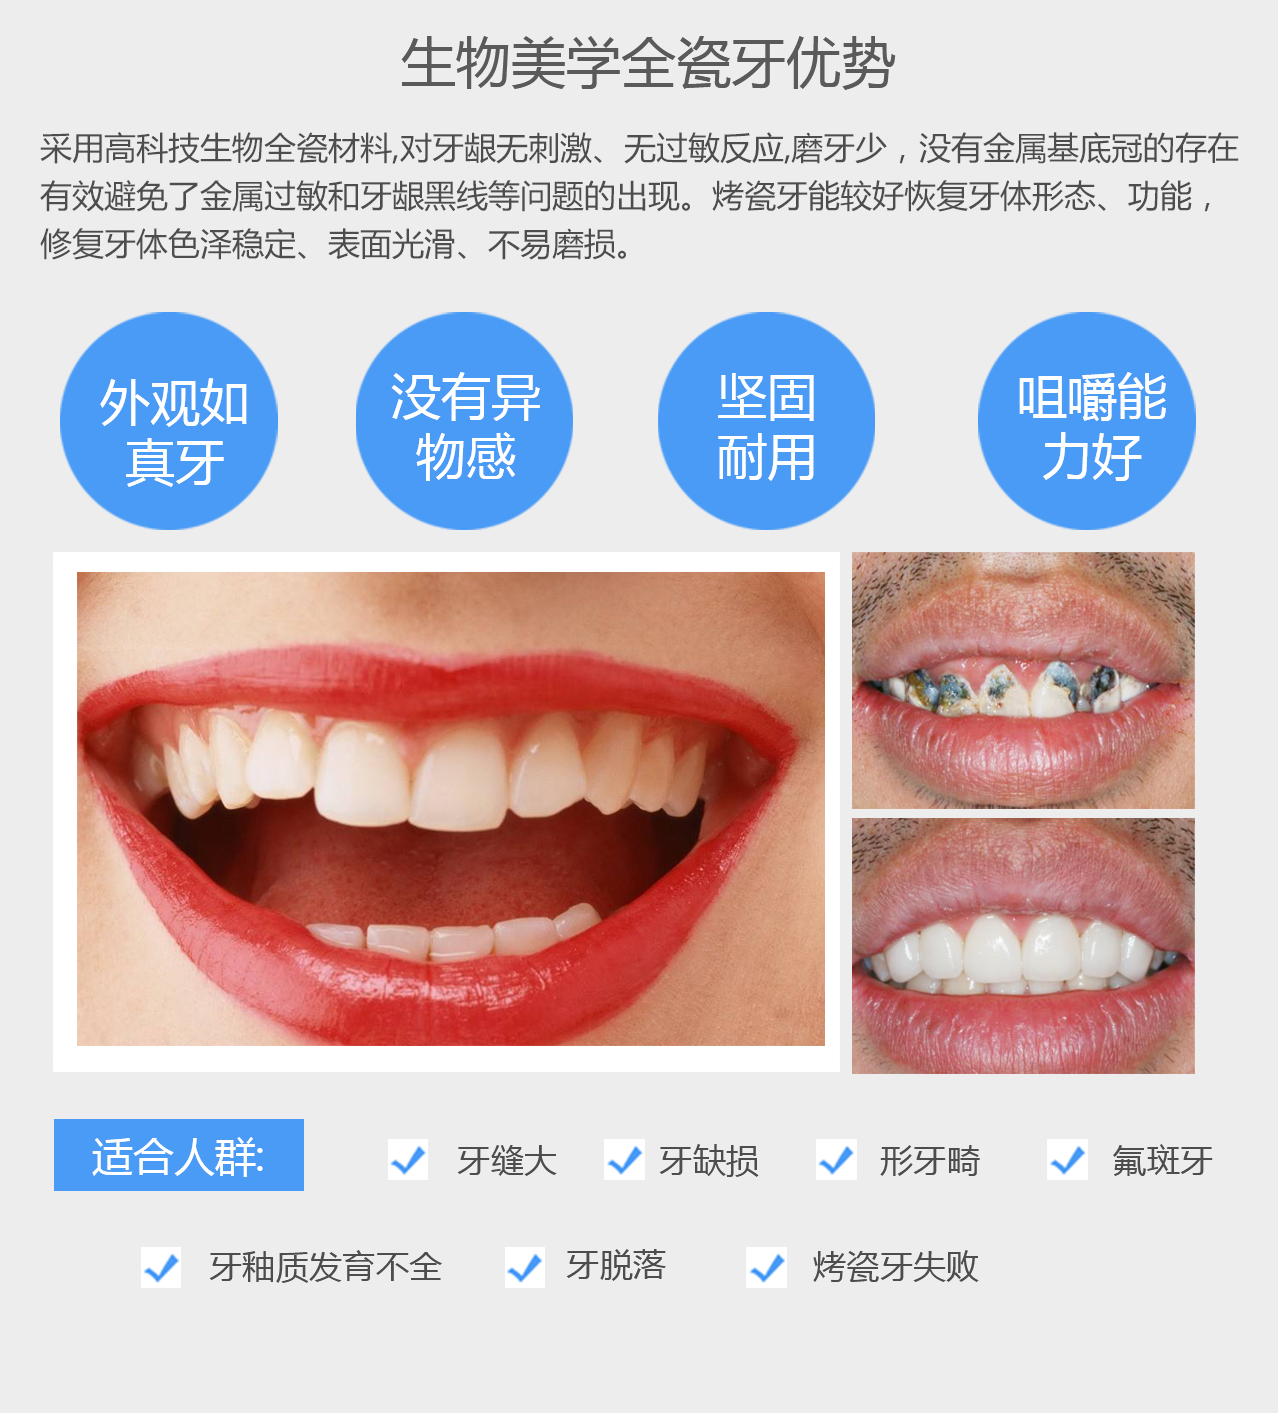 生物美学全瓷牙优势
采用高科技生物全瓷材料,对牙龈无刺激、无过敏反应,磨牙少，没有金属基底冠的存在
有效避免了金属过敏和牙龈黑线等问题的出现。烤瓷牙能较好恢复牙体形态、功能，
修复牙体色泽稳定、表面光滑、不易磨损。
外观如
真牙
没有异
物感
坚固
耐用
咀嚼能
力好
适合人群:
牙缝大
牙缺损
形牙畸
氟斑牙
牙釉质发育不全
牙脱落
烤瓷牙失败